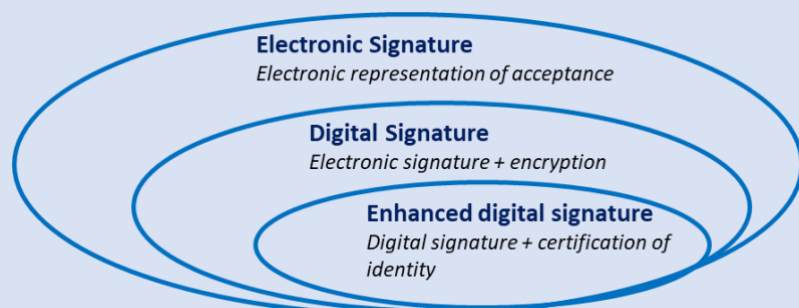 Electronic Signature
Electronic representation of acceptance
Digital Signature
Electronic signature + encryption
Enhanced digital signature
Digital signature + certification of
identity